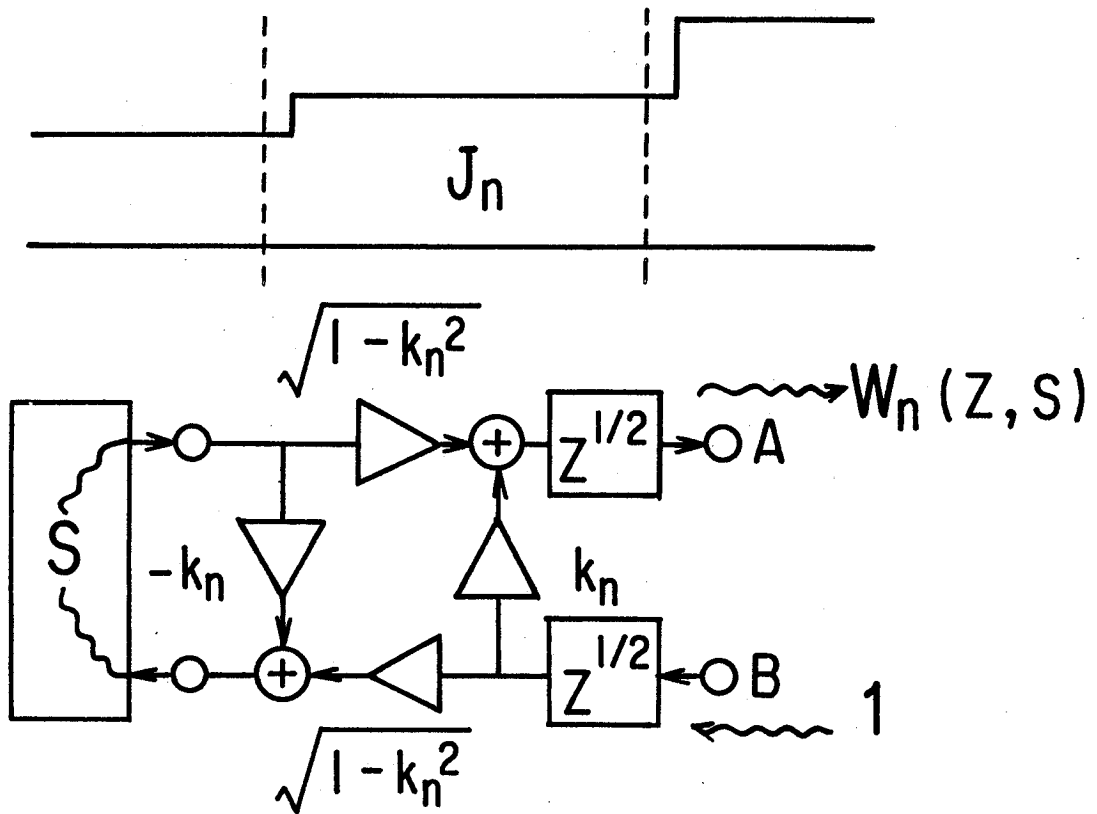 Jₙ
√(1 - kₙ²)
Wₙ (Z, S)
Z^1/2
A
S
-kₙ
kₙ
Z^1/2
B
1
√(1 - kₙ²)